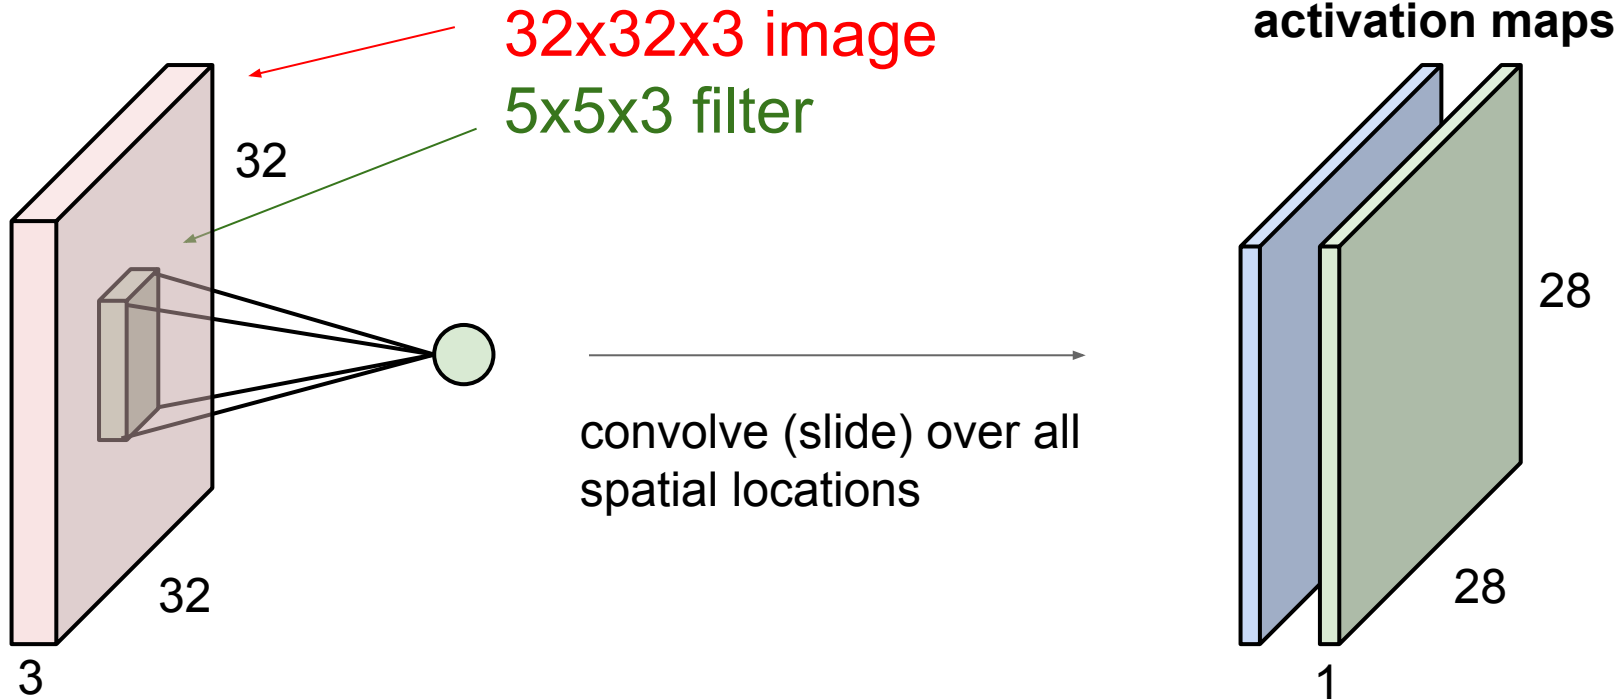 32x32x3 image
5x5x3 filter
32
32
3
convolve (slide) over all
spatial locations
activation maps
28
28
1